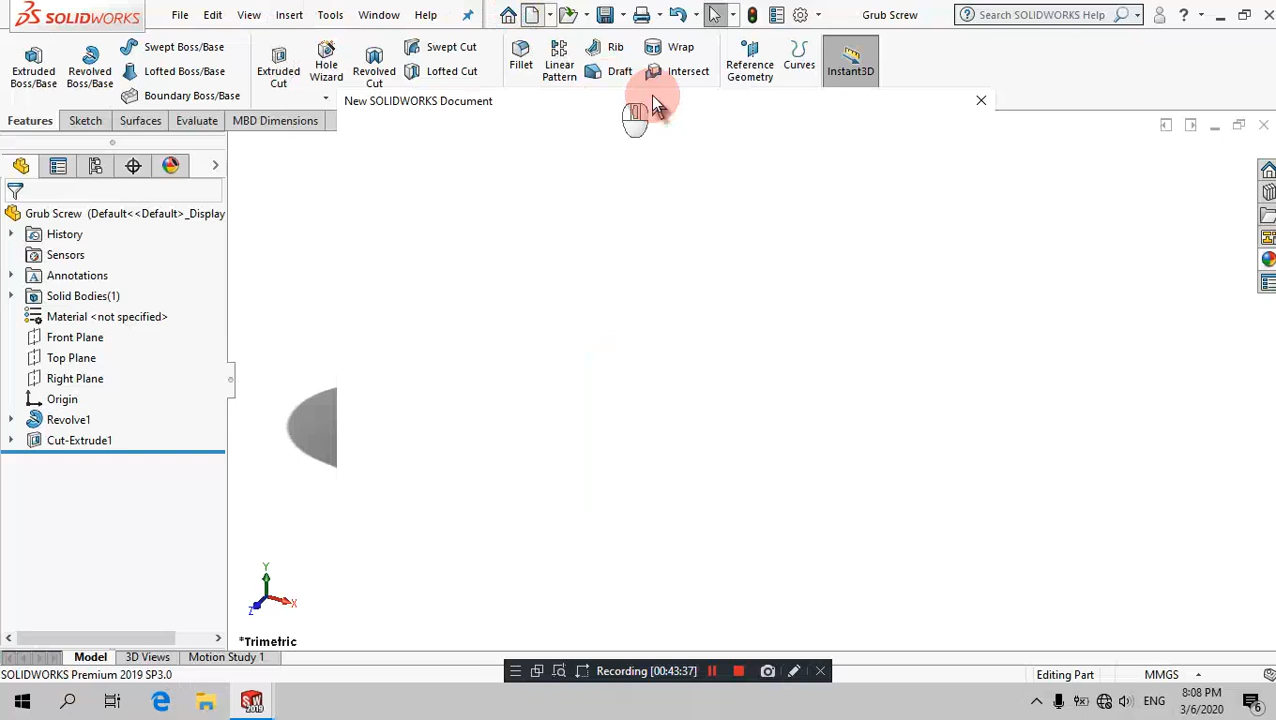 SOLIDWORKS File Edit View Insert Tools Window Help Grub Screw Search SOLIDWORKS Help ?
Extruded Boss/Base
Revolved Boss/Base
Swept Boss/Base
Lofted Boss/Base
Boundary Boss/Base
Extruded Cut
Hole Wizard
Revolved Cut
Swept Cut
Lofted Cut
Fillet
Linear Pattern
Rib
Draft
Wrap
Intersect
Reference Geometry
Curves
Instant3D
New SOLIDWORKS Document
Features Sketch Surfaces Evaluate MBD Dimensions
Grub Screw (Default<<Default>_Display
History
Sensors
Annotations
Solid Bodies(1)
Material <not specified>
Front Plane
Top Plane
Right Plane
Origin
Revolve1
Cut-Extrude1
Y
X
Z
*Trimetric
Model 3D Views Motion Study 1
Recording [00:43:37]
SOLIDWORKS Premium 2019 SP3.0 Editing Part MMGS
SW 2019
ENG
8:08 PM
3/6/2020
6